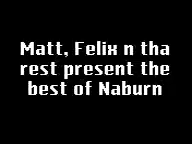 Matt, Felix n tha
rest present the
best of Naburn